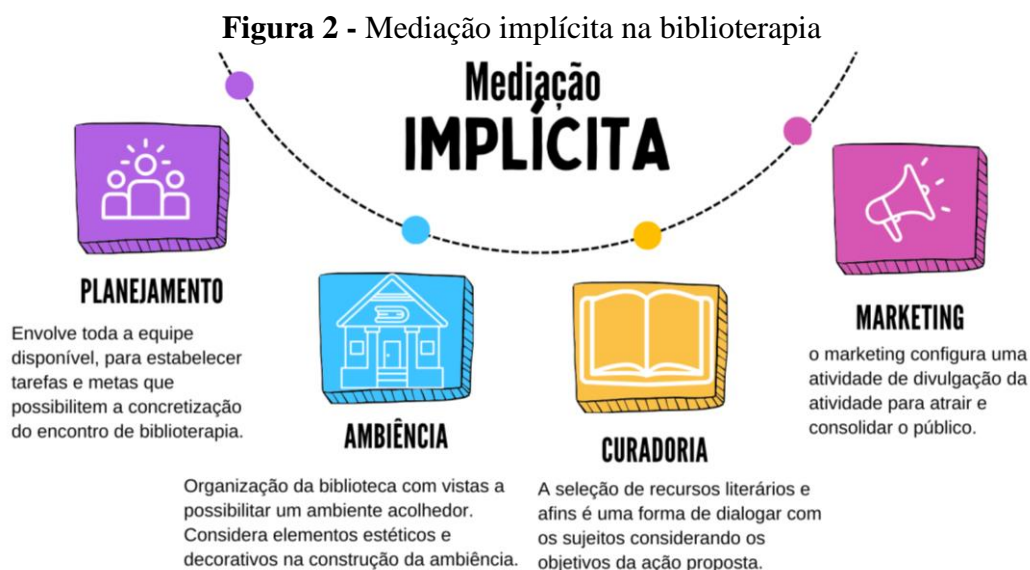 Figura 2 - Mediação implícita na biblioterapia
Mediação
IMPLÍCITA
PLANEJAMENTO
Envolve toda a equipe
disponível, para estabelecer
tarefas e metas que
possibilitem a concretização
do encontro de biblioterapia.
AMBIÊNCIA
Organização da biblioteca com vistas a
possibilitar um ambiente acolhedor.
Considera elementos estéticos e
decorativos na construção da ambiência.
CURADORIA
A seleção de recursos literários e
afins é uma forma de dialogar com
os sujeitos considerando os
objetivos da ação proposta.
MARKETING
o marketing configura uma
atividade de divulgação da
atividade para atrair e
consolidar o público.